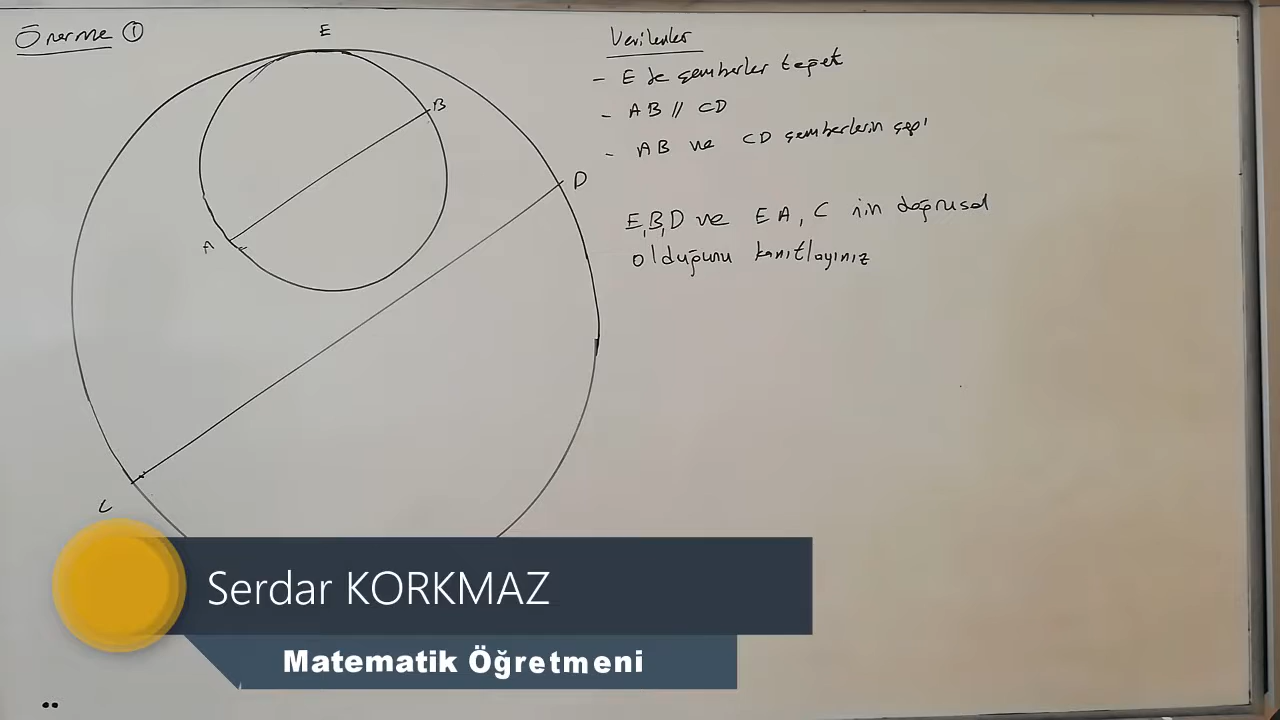 Önerme 1
E
B
D
A
C
Verilenler
- E de çemberler teğet
- AB // CD
- AB ve CD çemberlerin çapı
E,B,D ve E A, C nin doğrusal
olduğunu kanıtlayınız
Serdar KORKMAZ
Matematik Öğretmeni